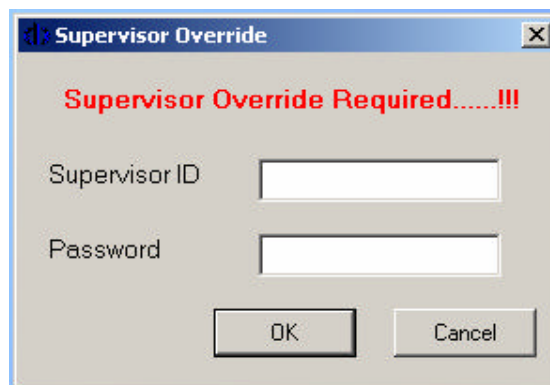 Supervisor Override
Supervisor Override Required......!!!
Supervisor ID
Password
OK Cancel